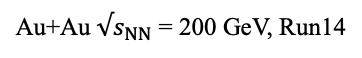 Au+Au √sNN = 200 GeV, Run14